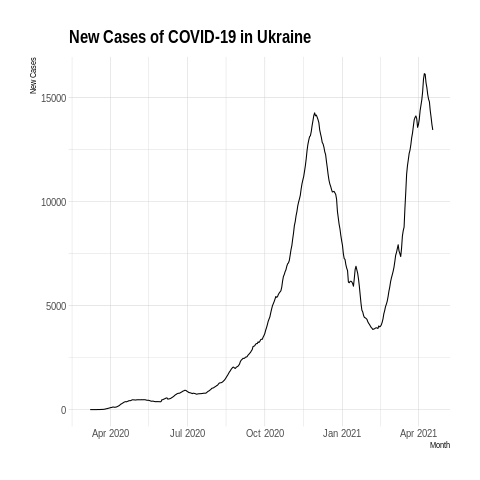 New Cases of COVID-19 in Ukraine
New Cases
15000
10000
5000
0
Apr 2020 Jul 2020 Oct 2020 Jan 2021 Apr 2021
Month